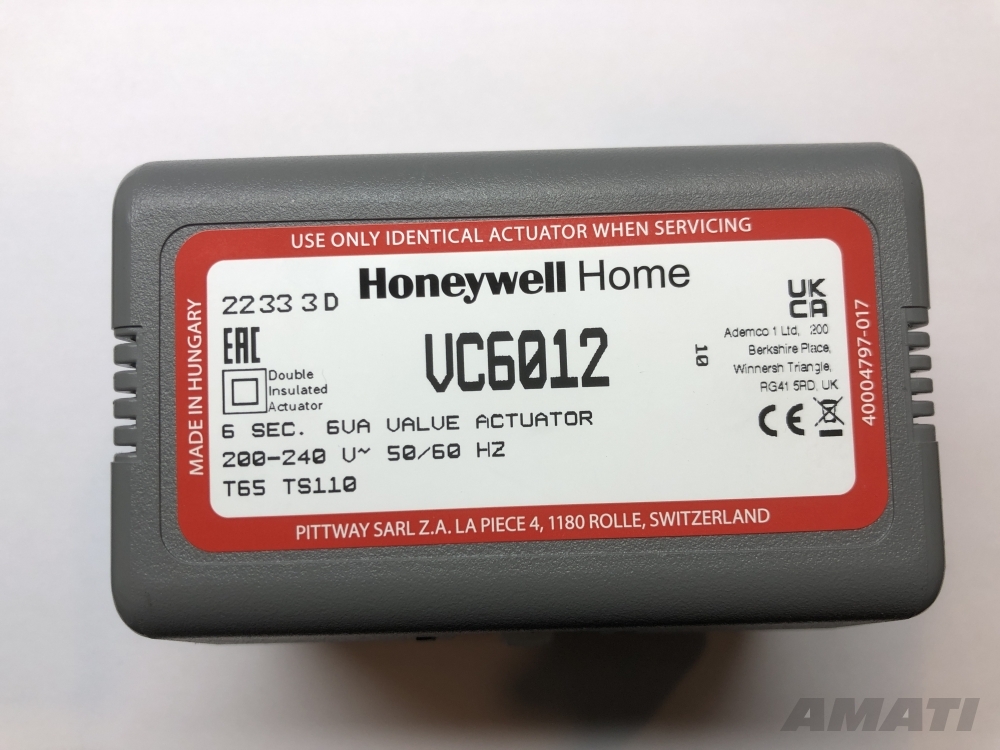 USE ONLY IDENTICAL ACTUATOR WHEN SERVICING
MADE IN HUNGARY
22333D
Honeywell Home
UK
CA
EAC
VC6012
10
Ademco 1 Ltd, 200
Berkshire Place,
Winnersh Triangle,
RG41 5RD, UK
Double
Insulated
Actuator
CE
6 SEC. 6VA VALVE ACTUATOR
200-240 V~ 50/60 HZ
T65 TS110
40004797-017
PITTWAY SARL Z.A. LA PIECE 4, 1180 ROLLE, SWITZERLAND
AMATI